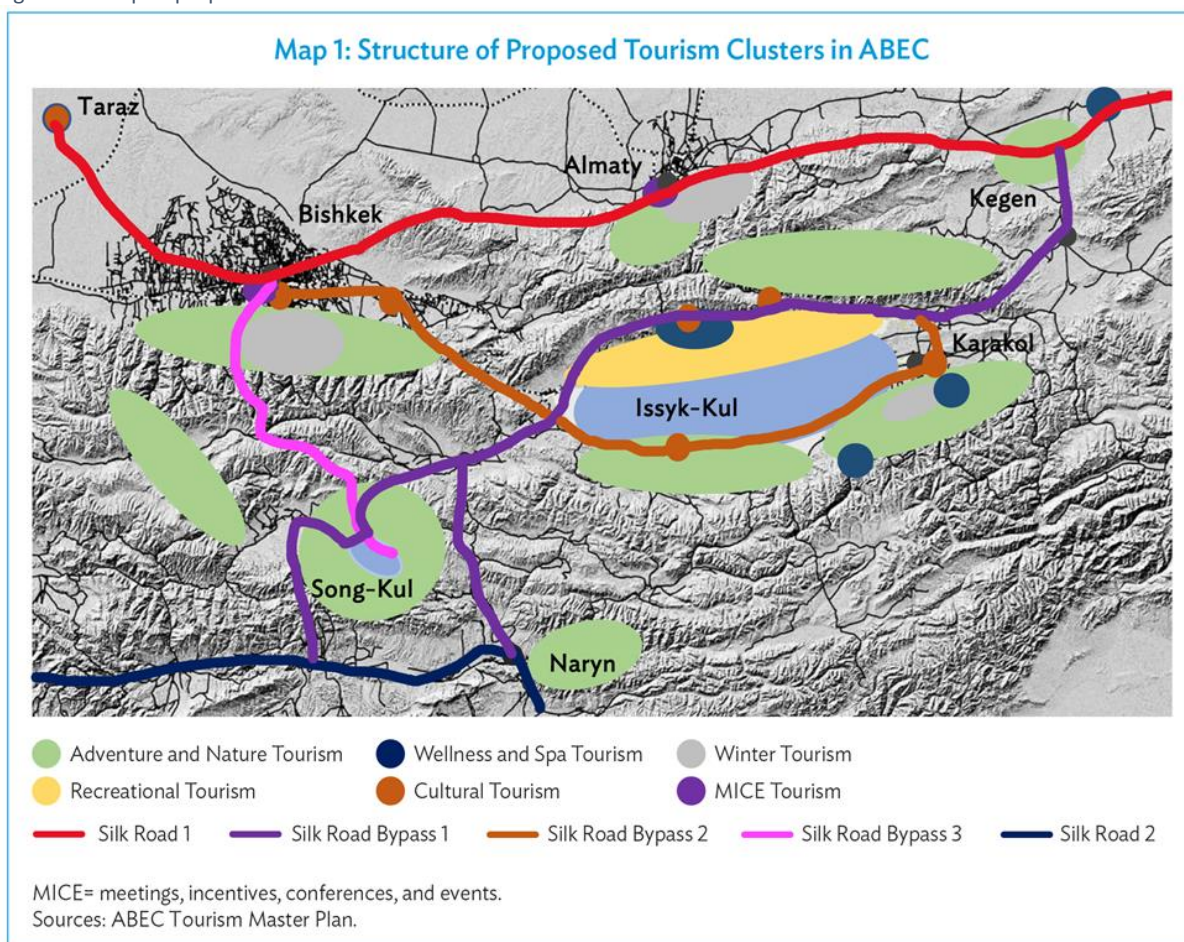 Map 1: Structure of Proposed Tourism Clusters in ABEC
Taraz
Almaty
Bishkek
Kegen
Karakol
Issyk-Kul
Song-Kul
Naryn
Adventure and Nature Tourism Wellness and Spa Tourism Winter Tourism
Recreational Tourism Cultural Tourism MICE Tourism
Silk Road 1 Silk Road Bypass 1 Silk Road Bypass 2 Silk Road Bypass 3 Silk Road 2
MICE= meetings, incentives, conferences, and events.
Sources: ABEC Tourism Master Plan.